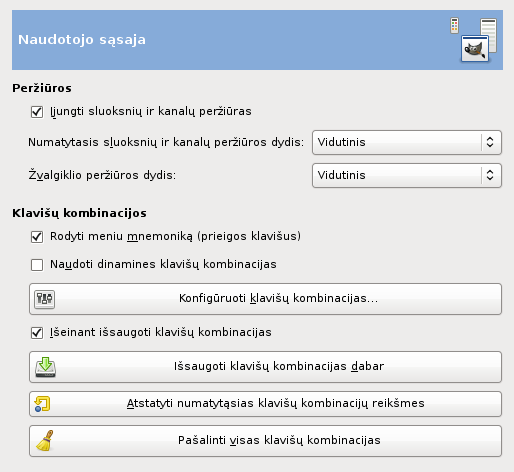 Naudotojo sąsaja
Peržiūros
Įjungti sluoksnių ir kanalų peržiūras
Numatytasis sluoksnių ir kanalų peržiūros dydis: Vidutinis
Žvalgiklio peržiūros dydis: Vidutinis
Klavišų kombinacijos
Rodyti meniu mnemoniką (prieigos klavišus)
Naudoti dinamines klavišų kombinacijas
Konfigūruoti klavišų kombinacijas...
Išeinant išsaugoti klavišų kombinacijas
Išsaugoti klavišų kombinacijas dabar
Atstatyti numatytąsias klavišų kombinacijų reikšmes
Pašalinti visas klavišų kombinacijas